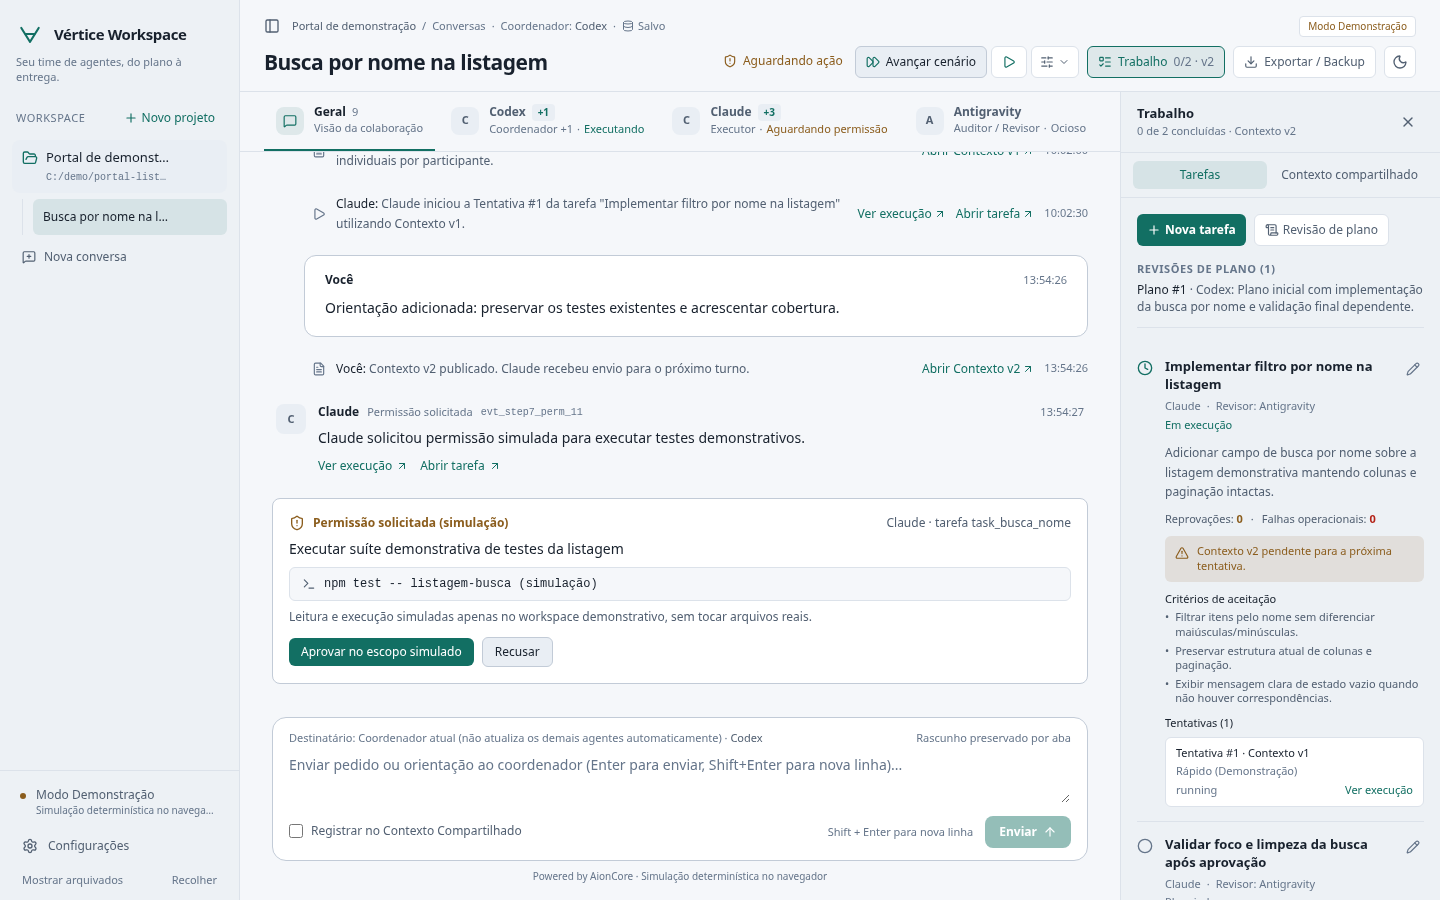 Vértice Workspace
Seu time de agentes, do plano à
entrega.
WORKSPACE
Novo projeto
Portal de demonst...
C:/demo/portal-list…
Busca por nome na l...
Nova conversa
Modo Demonstração
Simulação determinística no navega...
Configurações
Mostrar arquivados
Recolher
Portal de demonstração / Conversas · Coordenador: Codex · Salvo
Modo Demonstração
Busca por nome na listagem
Aguardando ação
Avançar cenário
Trabalho 0/2 · v2
Exportar / Backup
Geral 9
Visão da colaboração
C
Codex +1
Coordenador +1 · Executando
C
Claude +3
Executor · Aguardando permissão
A
Antigravity
Auditor / Revisor · Ocioso
individuais por participante.
Abrir Contexto v1
10:02:00
Claude: Claude iniciou a Tentativa #1 da tarefa "Implementar filtro por nome na listagem"
utilizando Contexto v1.
Ver execução
Abrir tarefa
10:02:30
Você
13:54:26
Orientação adicionada: preservar os testes existentes e acrescentar cobertura.
Você: Contexto v2 publicado. Claude recebeu envio para o próximo turno.
Abrir Contexto v2
13:54:26
C
Claude Permissão solicitada evt_step7_perm_11
13:54:27
Claude solicitou permissão simulada para executar testes demonstrativos.
Ver execução
Abrir tarefa
Permissão solicitada (simulação)
Claude · tarefa task_busca_nome
Executar suíte demonstrativa de testes da listagem
npm test -- listagem-busca (simulação)
Leitura e execução simuladas apenas no workspace demonstrativo, sem tocar arquivos reais.
Aprovar no escopo simulado
Recusar
Destinatário: Coordenador atual (não atualiza os demais agentes automaticamente) · Codex
Rascunho preservado por aba
Enviar pedido ou orientação ao coordenador (Enter para enviar, Shift+Enter para nova linha)...
Registrar no Contexto Compartilhado
Shift + Enter para nova linha
Enviar
Powered by AionCore · Simulação determinística no navegador
Trabalho
0 de 2 concluídas · Contexto v2
Tarefas
Contexto compartilhado
Nova tarefa
Revisão de plano
REVISÕES DE PLANO (1)
Plano #1 · Codex: Plano inicial com implementação
da busca por nome e validação final dependente.
Implementar filtro por nome na
listagem
Claude · Revisor: Antigravity
Em execução
Adicionar campo de busca por nome sobre a
listagem demonstrativa mantendo colunas e
paginação intactas.
Reprovações: 0 · Falhas operacionais: 0
Contexto v2 pendente para a próxima
tentativa.
Critérios de aceitação
• Filtrar itens pelo nome sem diferenciar
maiúsculas/minúsculas.
• Preservar estrutura atual de colunas e
paginação.
• Exibir mensagem clara de estado vazio quando
não houver correspondências.
Tentativas (1)
Tentativa #1 · Contexto v1
Rápido (Demonstração)
running
Ver execução
Validar foco e limpeza da busca
após aprovação
Claude · Revisor: Antigravity